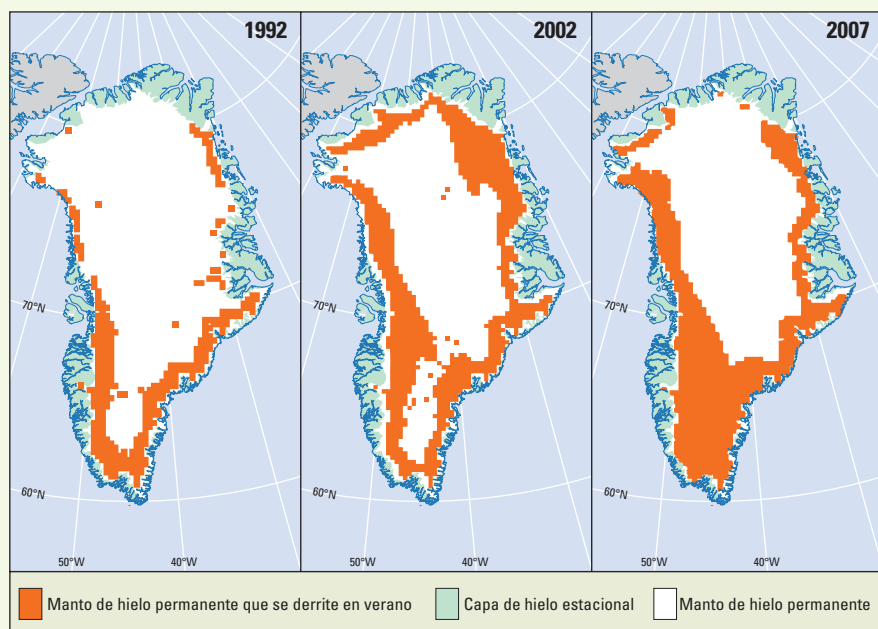 1992
2002
2007
70°N
60°N
50°W
40°W
70°N
60°N
50°W
40°W
70°N
60°N
50°W
40°W
Manto de hielo permanente que se derrite en verano
Capa de hielo estacional
Manto de hielo permanente